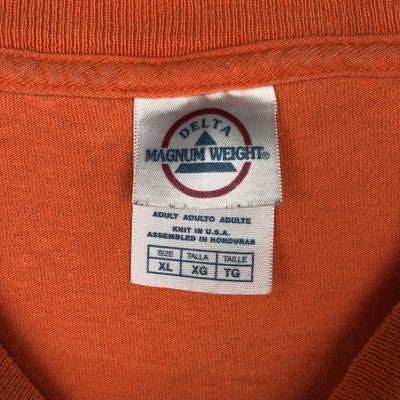 DELTA
MAGNUM WEIGHT®
ADULT ADULTO ADULTE
KNIT IN U.S.A.
ASSEMBLED IN HONDURAS
SIZE TALLA TAILLE
XL XG TG